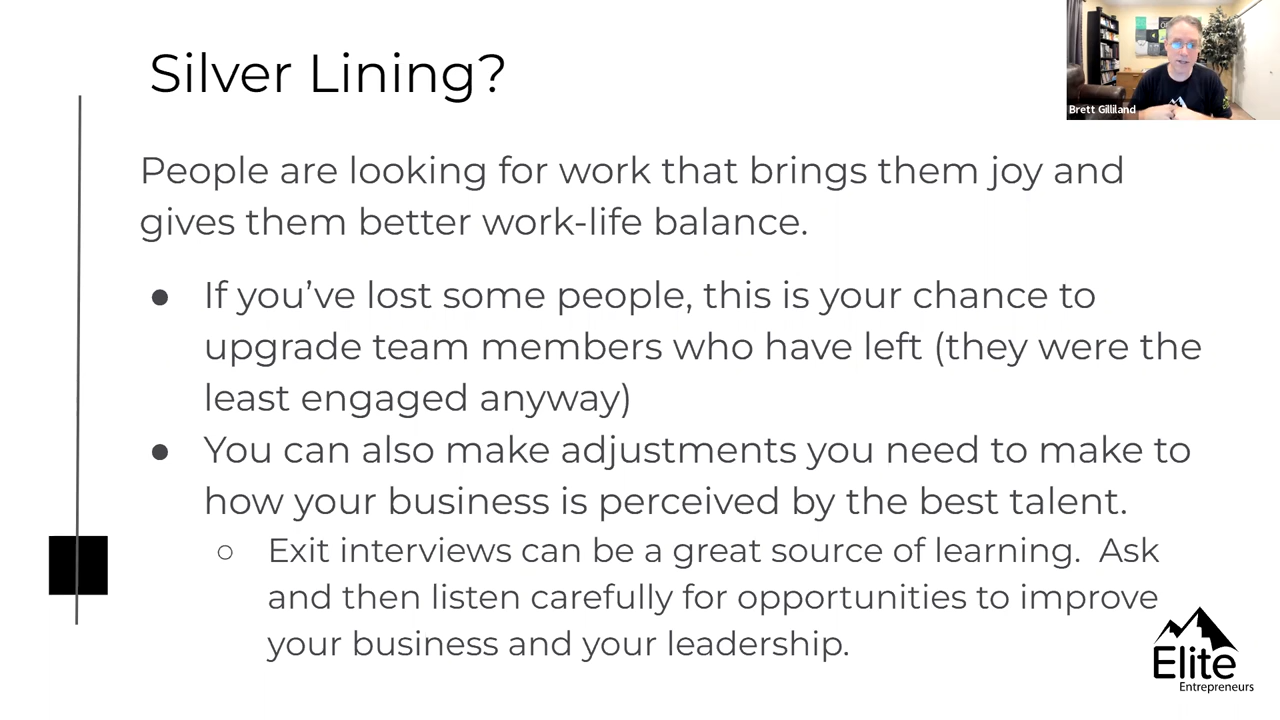 Silver Lining?
Brett Gilliland
People are looking for work that brings them joy and
gives them better work-life balance.
● If you’ve lost some people, this is your chance to
upgrade team members who have left (they were the
least engaged anyway)
● You can also make adjustments you need to make to
how your business is perceived by the best talent.
○ Exit interviews can be a great source of learning.  Ask
and then listen carefully for opportunities to improve
your business and your leadership.
Elite
Entrepreneurs